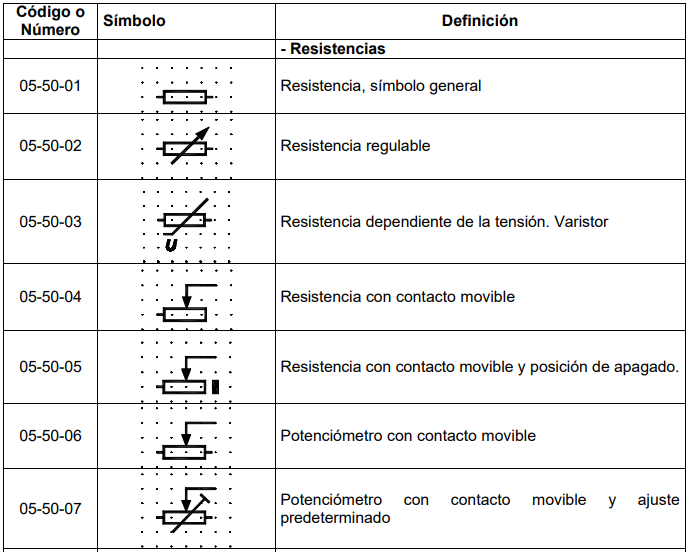 Código o Número Símbolo Definición
- Resistencias
05-50-01 Resistencia, símbolo general
05-50-02 Resistencia regulable
05-50-03 U Resistencia dependiente de la tensión. Varistor
05-50-04 Resistencia con contacto movible
05-50-05 Resistencia con contacto movible y posición de apagado.
05-50-06 Potenciómetro con contacto movible
05-50-07 Potenciómetro con contacto movible y ajuste
predeterminado